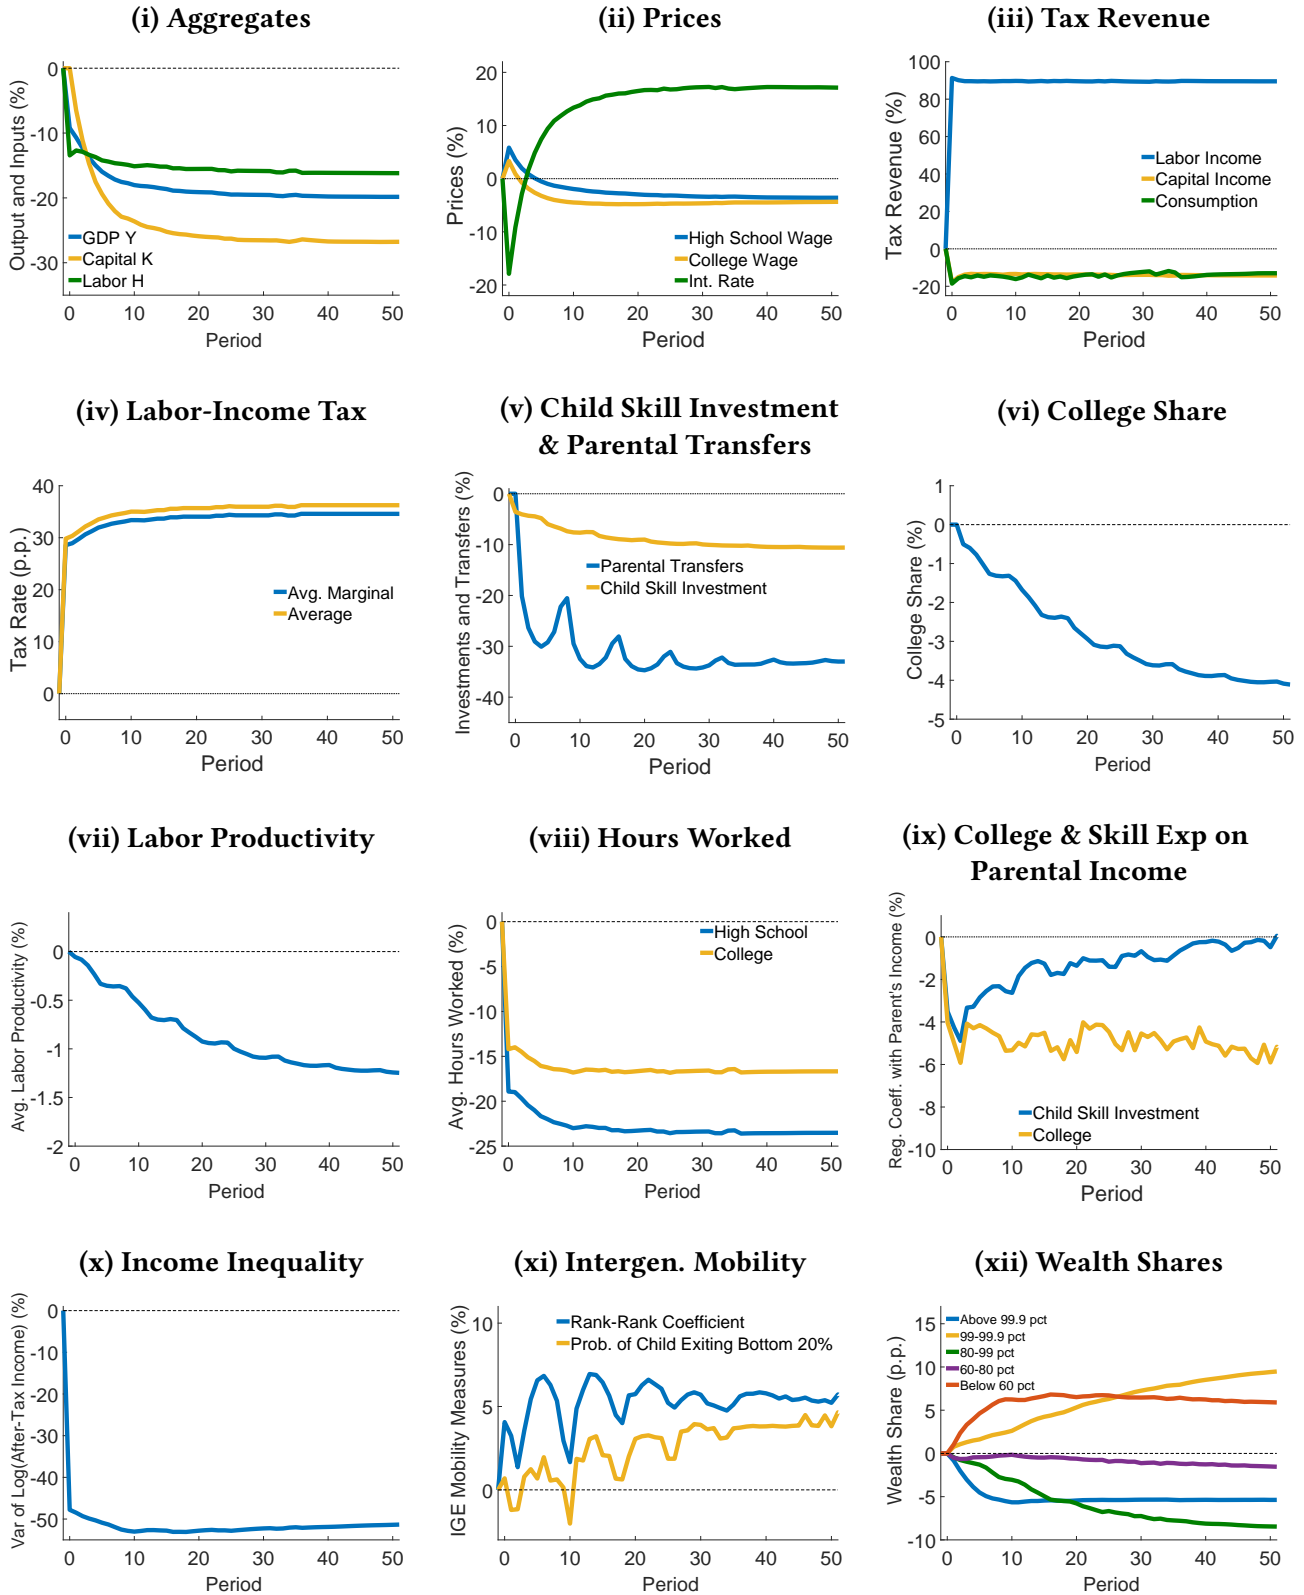 (i) Aggregates
Output and Inputs (%)
0
-10
-20
-30
GDP Y
Capital K
Labor H
0 10 20 30 40 50
Period
(ii) Prices
Prices (%)
20
10
0
-10
-20
High School Wage
College Wage
Int. Rate
0 10 20 30 40 50
Period
(iii) Tax Revenue
Tax Revenue (%)
100
80
60
40
20
0
-20
Labor Income
Capital Income
Consumption
0 10 20 30 40 50
Period
(iv) Labor-Income Tax
Tax Rate (p.p.)
40
30
20
10
0
Avg. Marginal
Average
0 10 20 30 40 50
Period
(v) Child Skill Investment
& Parental Transfers
Investments and Transfers (%)
0
-10
-20
-30
-40
Parental Transfers
Child Skill Investment
0 10 20 30 40 50
Period
(vi) College Share
College Share (%)
1
0
-1
-2
-3
-4
-5
0 10 20 30 40 50
Period
(vii) Labor Productivity
Avg. Labor Productivity (%)
0
-0.5
-1
-1.5
-2
0 10 20 30 40 50
Period
(viii) Hours Worked
Avg. Hours Worked (%)
0
-5
-10
-15
-20
-25
High School
College
0 10 20 30 40 50
Period
(ix) College & Skill Exp on
Parental Income
Reg. Coeff. with Parent's Income (%)
0
-2
-4
-6
-8
-10
Child Skill Investment
College
0 10 20 30 40 50
Period
(x) Income Inequality
Var of Log(After-Tax Income) (%)
0
-10
-20
-30
-40
-50
0 10 20 30 40 50
Period
(xi) Intergen. Mobility
IGE Mobility Measures (%)
10
5
0
Rank-Rank Coefficient
Prob. of Child Exiting Bottom 20%
0 10 20 30 40 50
Period
(xii) Wealth Shares
Wealth Share (p.p.)
15
10
5
0
-5
-10
Above 99.9 pct
99-99.9 pct
80-99 pct
60-80 pct
Below 60 pct
0 10 20 30 40 50
Period